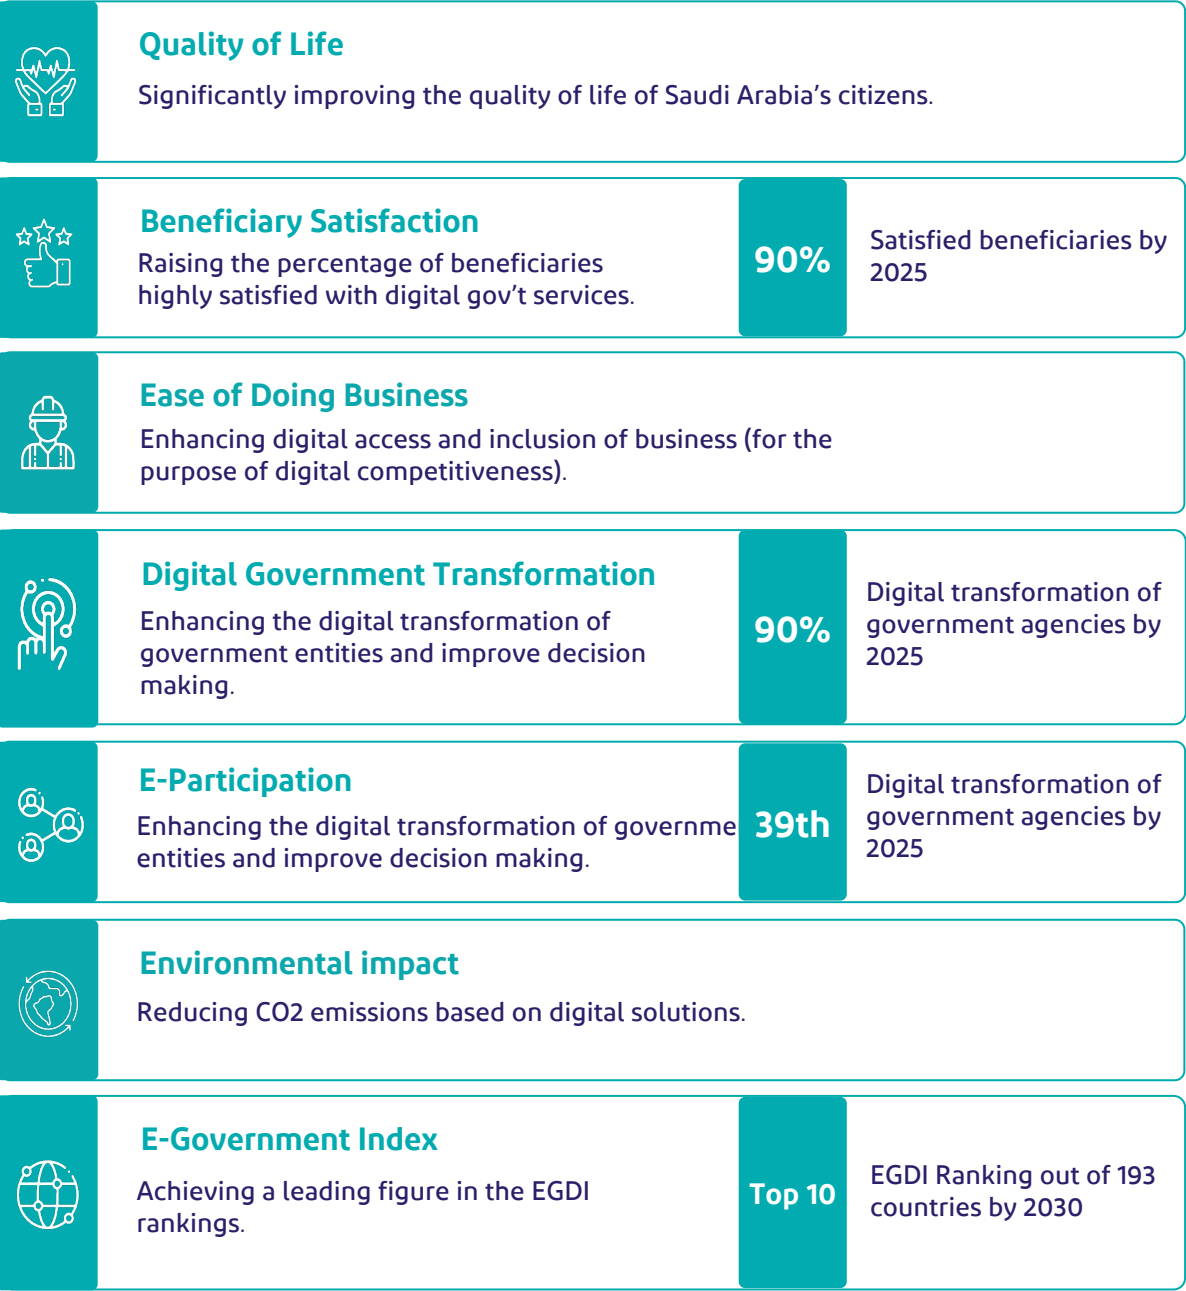 Quality of Life
Significantly improving the quality of life of Saudi Arabia's citizens.
Beneficiary Satisfaction
Raising the percentage of beneficiaries
highly satisfied with digital gov't services.
90%
Satisfied beneficiaries by
2025
Ease of Doing Business
Enhancing digital access and inclusion of business (for the
purpose of digital competitiveness).
Digital Government Transformation
Enhancing the digital transformation of
government entities and improve decision
making.
90%
Digital transformation of
government agencies by
2025
E-Participation
Enhancing the digital transformation of governme
entities and improve decision making.
39th
Digital transformation of
government agencies by
2025
Environmental impact
Reducing CO2 emissions based on digital solutions.
E-Government Index
Achieving a leading figure in the EGDI
rankings.
Top 10
EGDI Ranking out of 193
countries by 2030